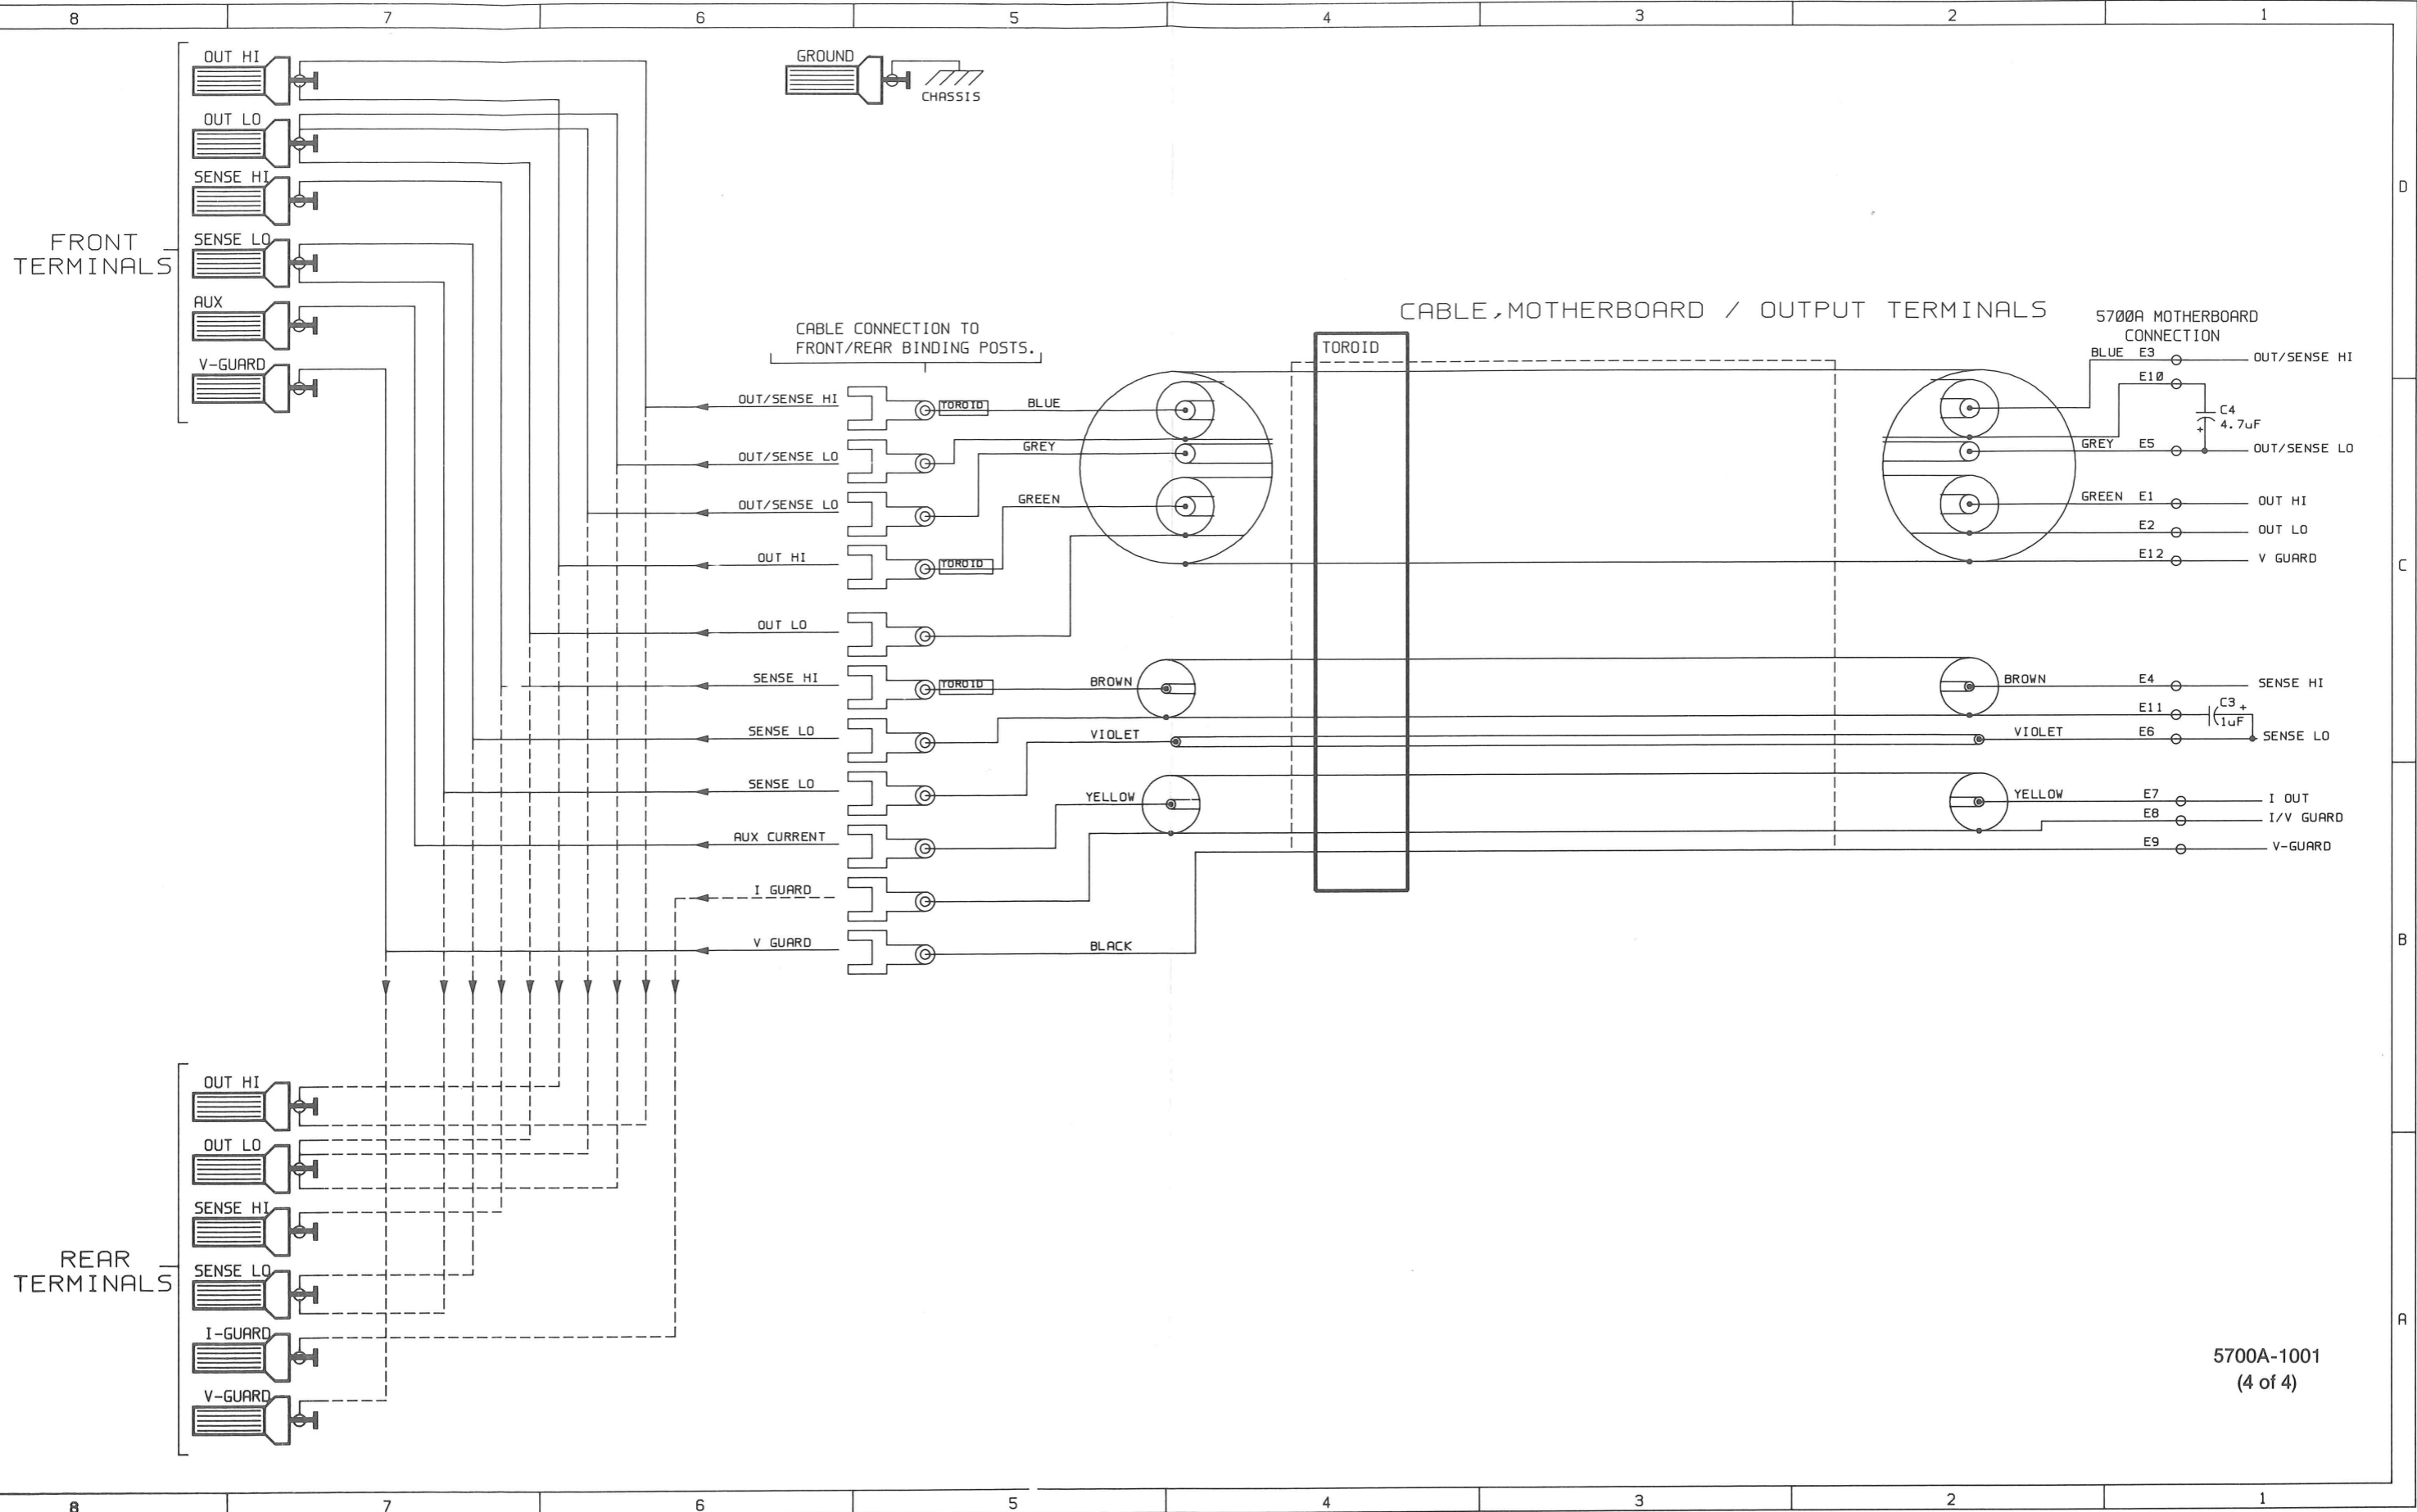 8 7 6 5 4 3 2 1
OUT HI
OUT LO
SENSE HI
SENSE LO
AUX
V-GUARD
FRONT
TERMINALS
GROUND
CHASSIS
D
C
B
A
CABLE CONNECTION TO
FRONT/REAR BINDING POSTS.
CABLE,MOTHERBOARD / OUTPUT TERMINALS
TOROID
5700A MOTHERBOARD
CONNECTION
OUT/SENSE HI
TOROID
BLUE
OUT/SENSE LO
GREY
OUT/SENSE LO
GREEN
OUT HI
TOROID
OUT LO
SENSE HI
TOROID
BROWN
SENSE LO
VIOLET
SENSE LO
YELLOW
AUX CURRENT
I GUARD
V GUARD
BLACK
BLUE E3 OUT/SENSE HI
E10
C4
4.7uF
+
GREY E5 OUT/SENSE LO
GREEN E1 OUT HI
E2 OUT LO
E12 V GUARD
BROWN E4 SENSE HI
E11 C3 +
1uF
VIOLET E6 SENSE LO
YELLOW E7 I OUT
E8 I/V GUARD
E9 V-GUARD
OUT HI
OUT LO
SENSE HI
SENSE LO
I-GUARD
V-GUARD
REAR
TERMINALS
5700A-1001
(4 of 4)
8 7 6 5 4 3 2 1